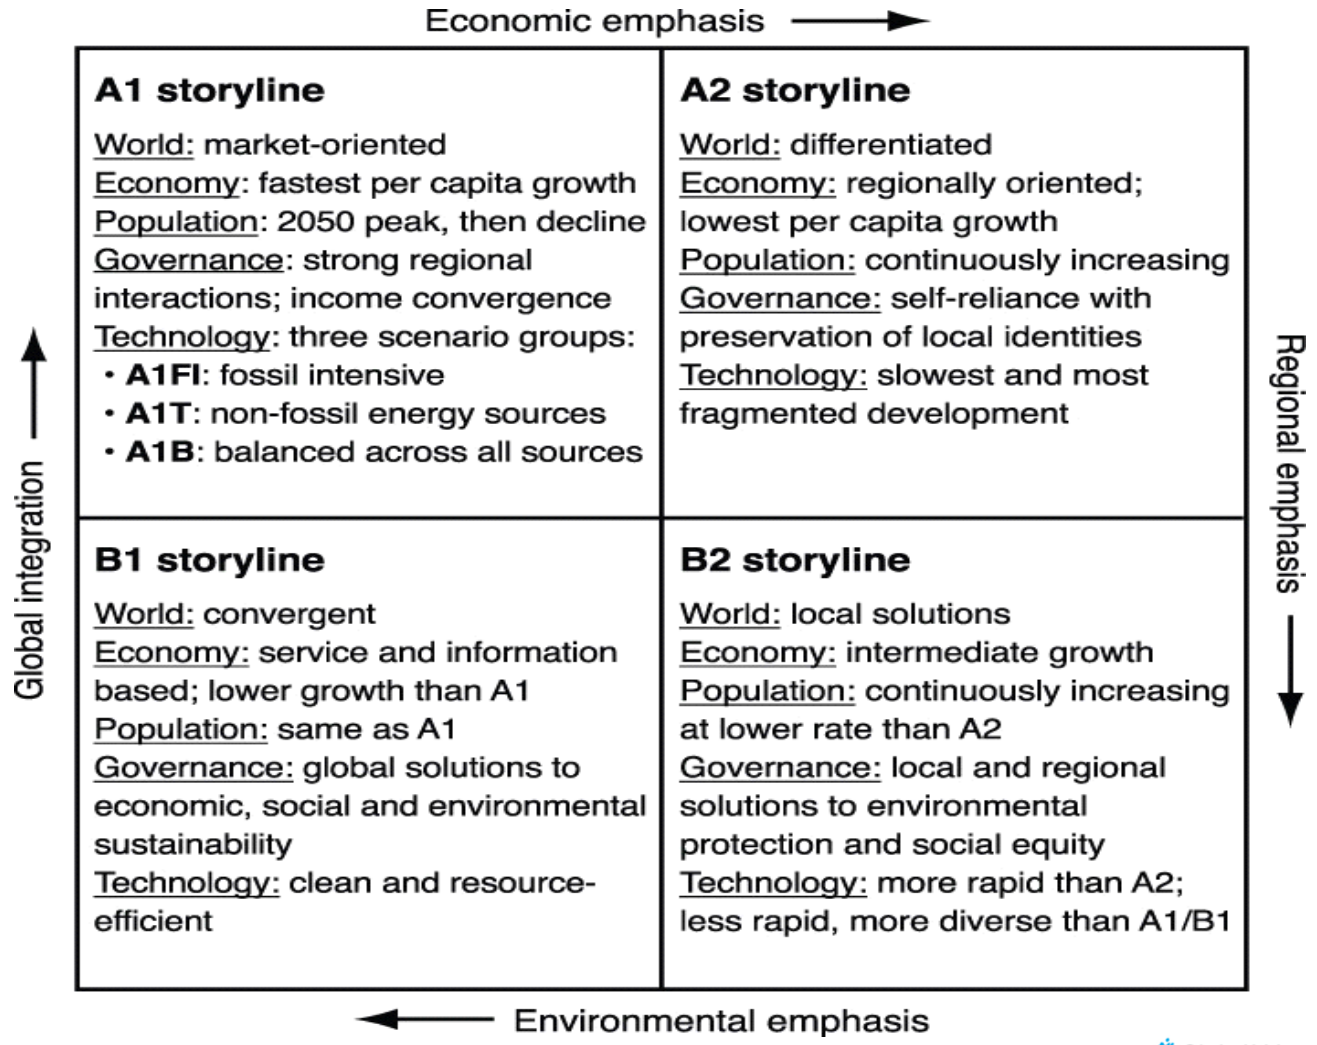 Economic emphasis
A1 storyline
World: market-oriented
Economy: fastest per capita growth
Population: 2050 peak, then decline
Governance: strong regional
interactions; income convergence
Technology: three scenario groups:
• A1FI: fossil intensive
• A1T: non-fossil energy sources
• A1B: balanced across all sources
A2 storyline
World: differentiated
Economy: regionally oriented;
lowest per capita growth
Population: continuously increasing
Governance: self-reliance with
preservation of local identities
Technology: slowest and most
fragmented development
Global integration
Regional emphasis
B1 storyline
World: convergent
Economy: service and information
based; lower growth than A1
Population: same as A1
Governance: global solutions to
economic, social and environmental
sustainability
Technology: clean and resource-
efficient
B2 storyline
World: local solutions
Economy: intermediate growth
Population: continuously increasing
at lower rate than A2
Governance: local and regional
solutions to environmental
protection and social equity
Technology: more rapid than A2;
less rapid, more diverse than A1/B1
Environmental emphasis